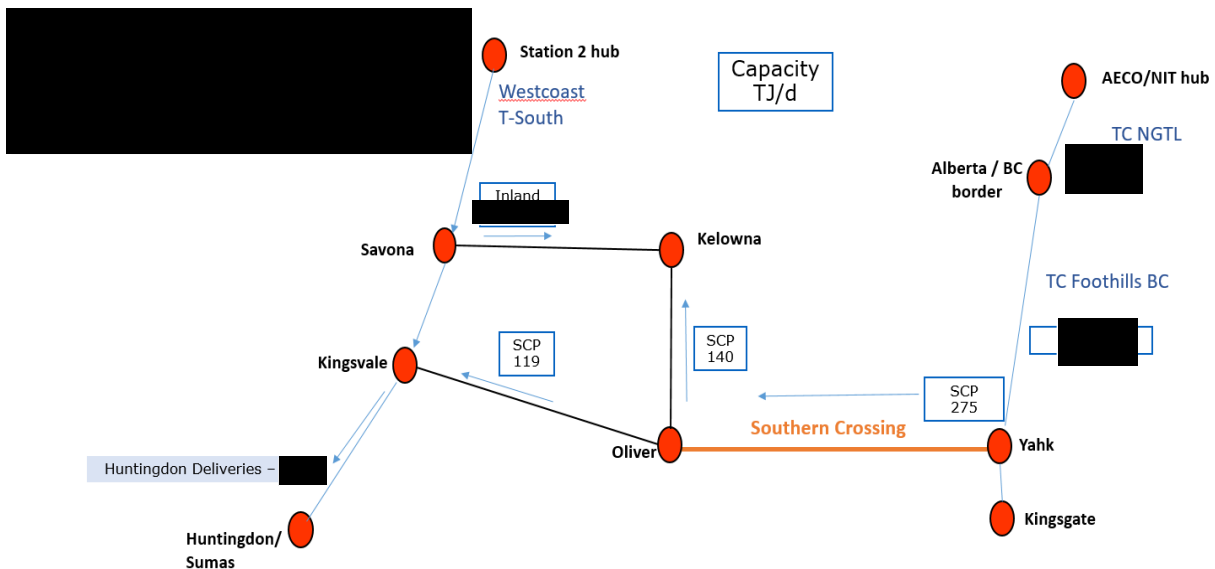 Station 2 hub
Westcoast
T-South
Capacity
TJ/d
AECO/NIT hub
TC NGTL
Alberta / BC
border
Inland
Savona
Kelowna
TC Foothills BC
Kingsvale
SCP
119
SCP
140
SCP
275
Southern Crossing
Oliver
Yahk
Huntingdon Deliveries –
Kingsgate
Huntingdon/
Sumas